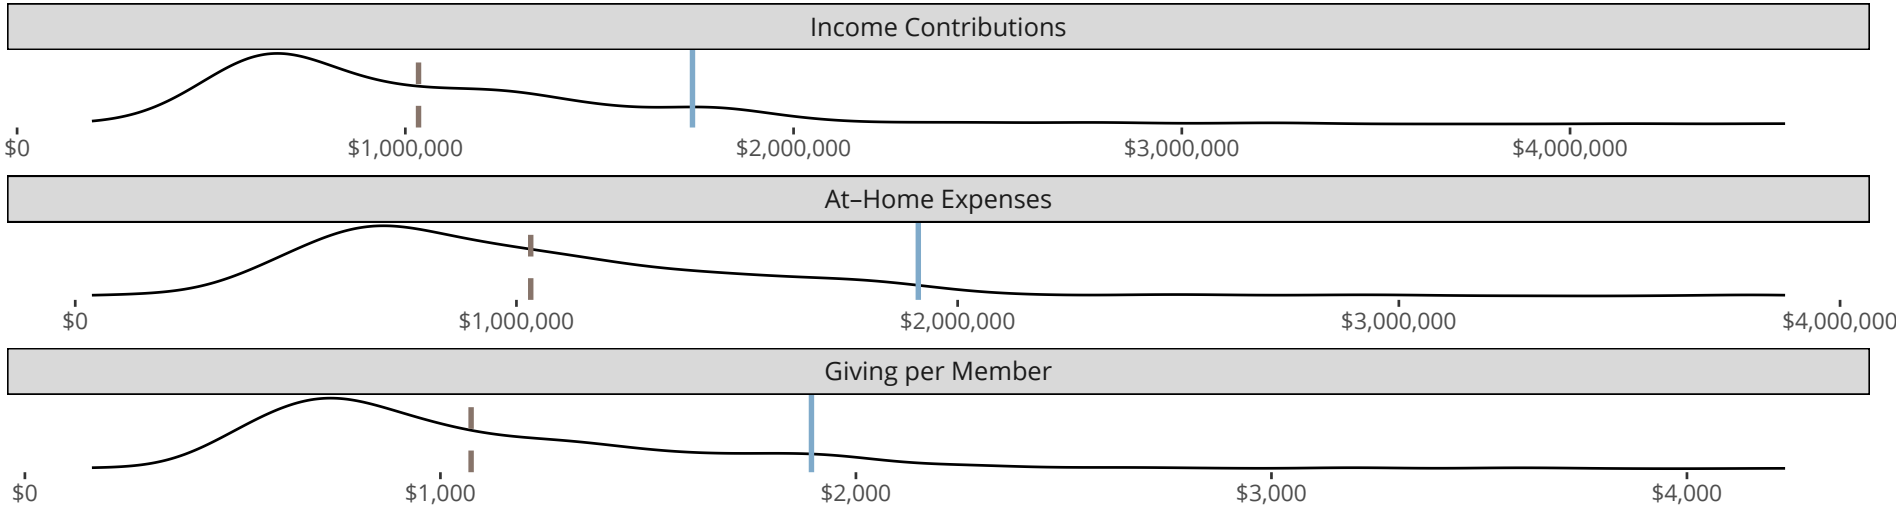 Income Contributions
$0 $1,000,000 $2,000,000 $3,000,000 $4,000,000
At–Home Expenses
$0 $1,000,000 $2,000,000 $3,000,000 $4,000,000
Giving per Member
$0 $1,000 $2,000 $3,000 $4,000